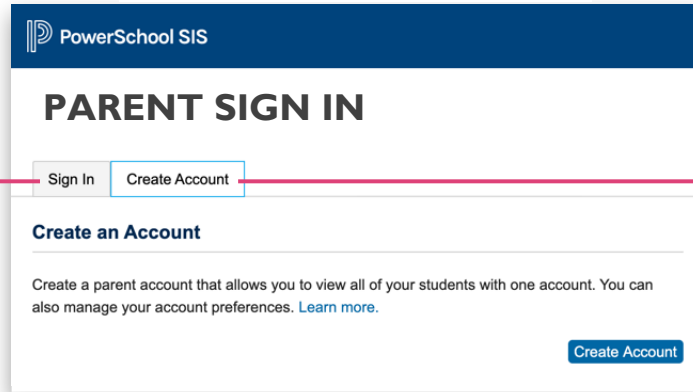 PowerSchool SIS
PARENT SIGN IN
Sign In Create Account
Create an Account
Create a parent account that allows you to view all of your students with one account. You can
also manage your account preferences. Learn more.
Create Account